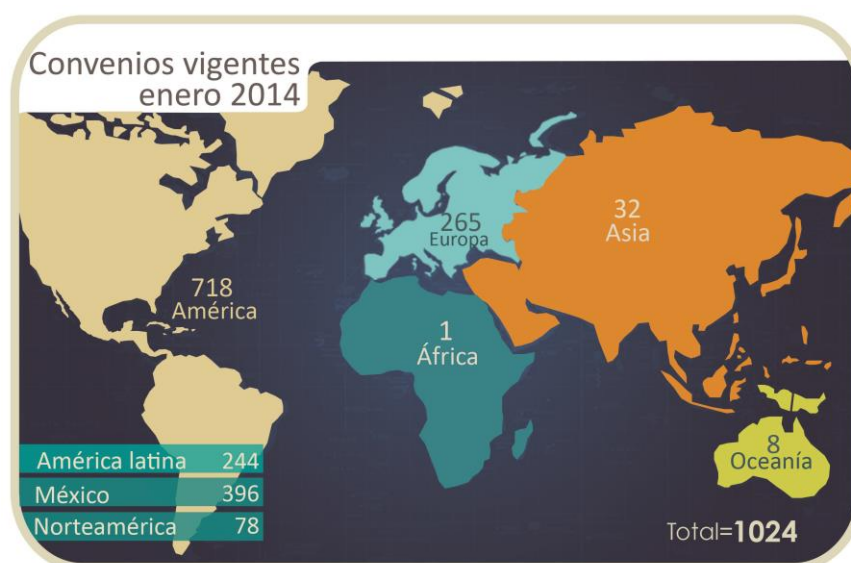 Convenios vigentes
enero 2014
718
América
265
Europa
32
Asia
1
África
8
Oceanía
América latina 244
México 396
Norteamérica 78
Total=1024